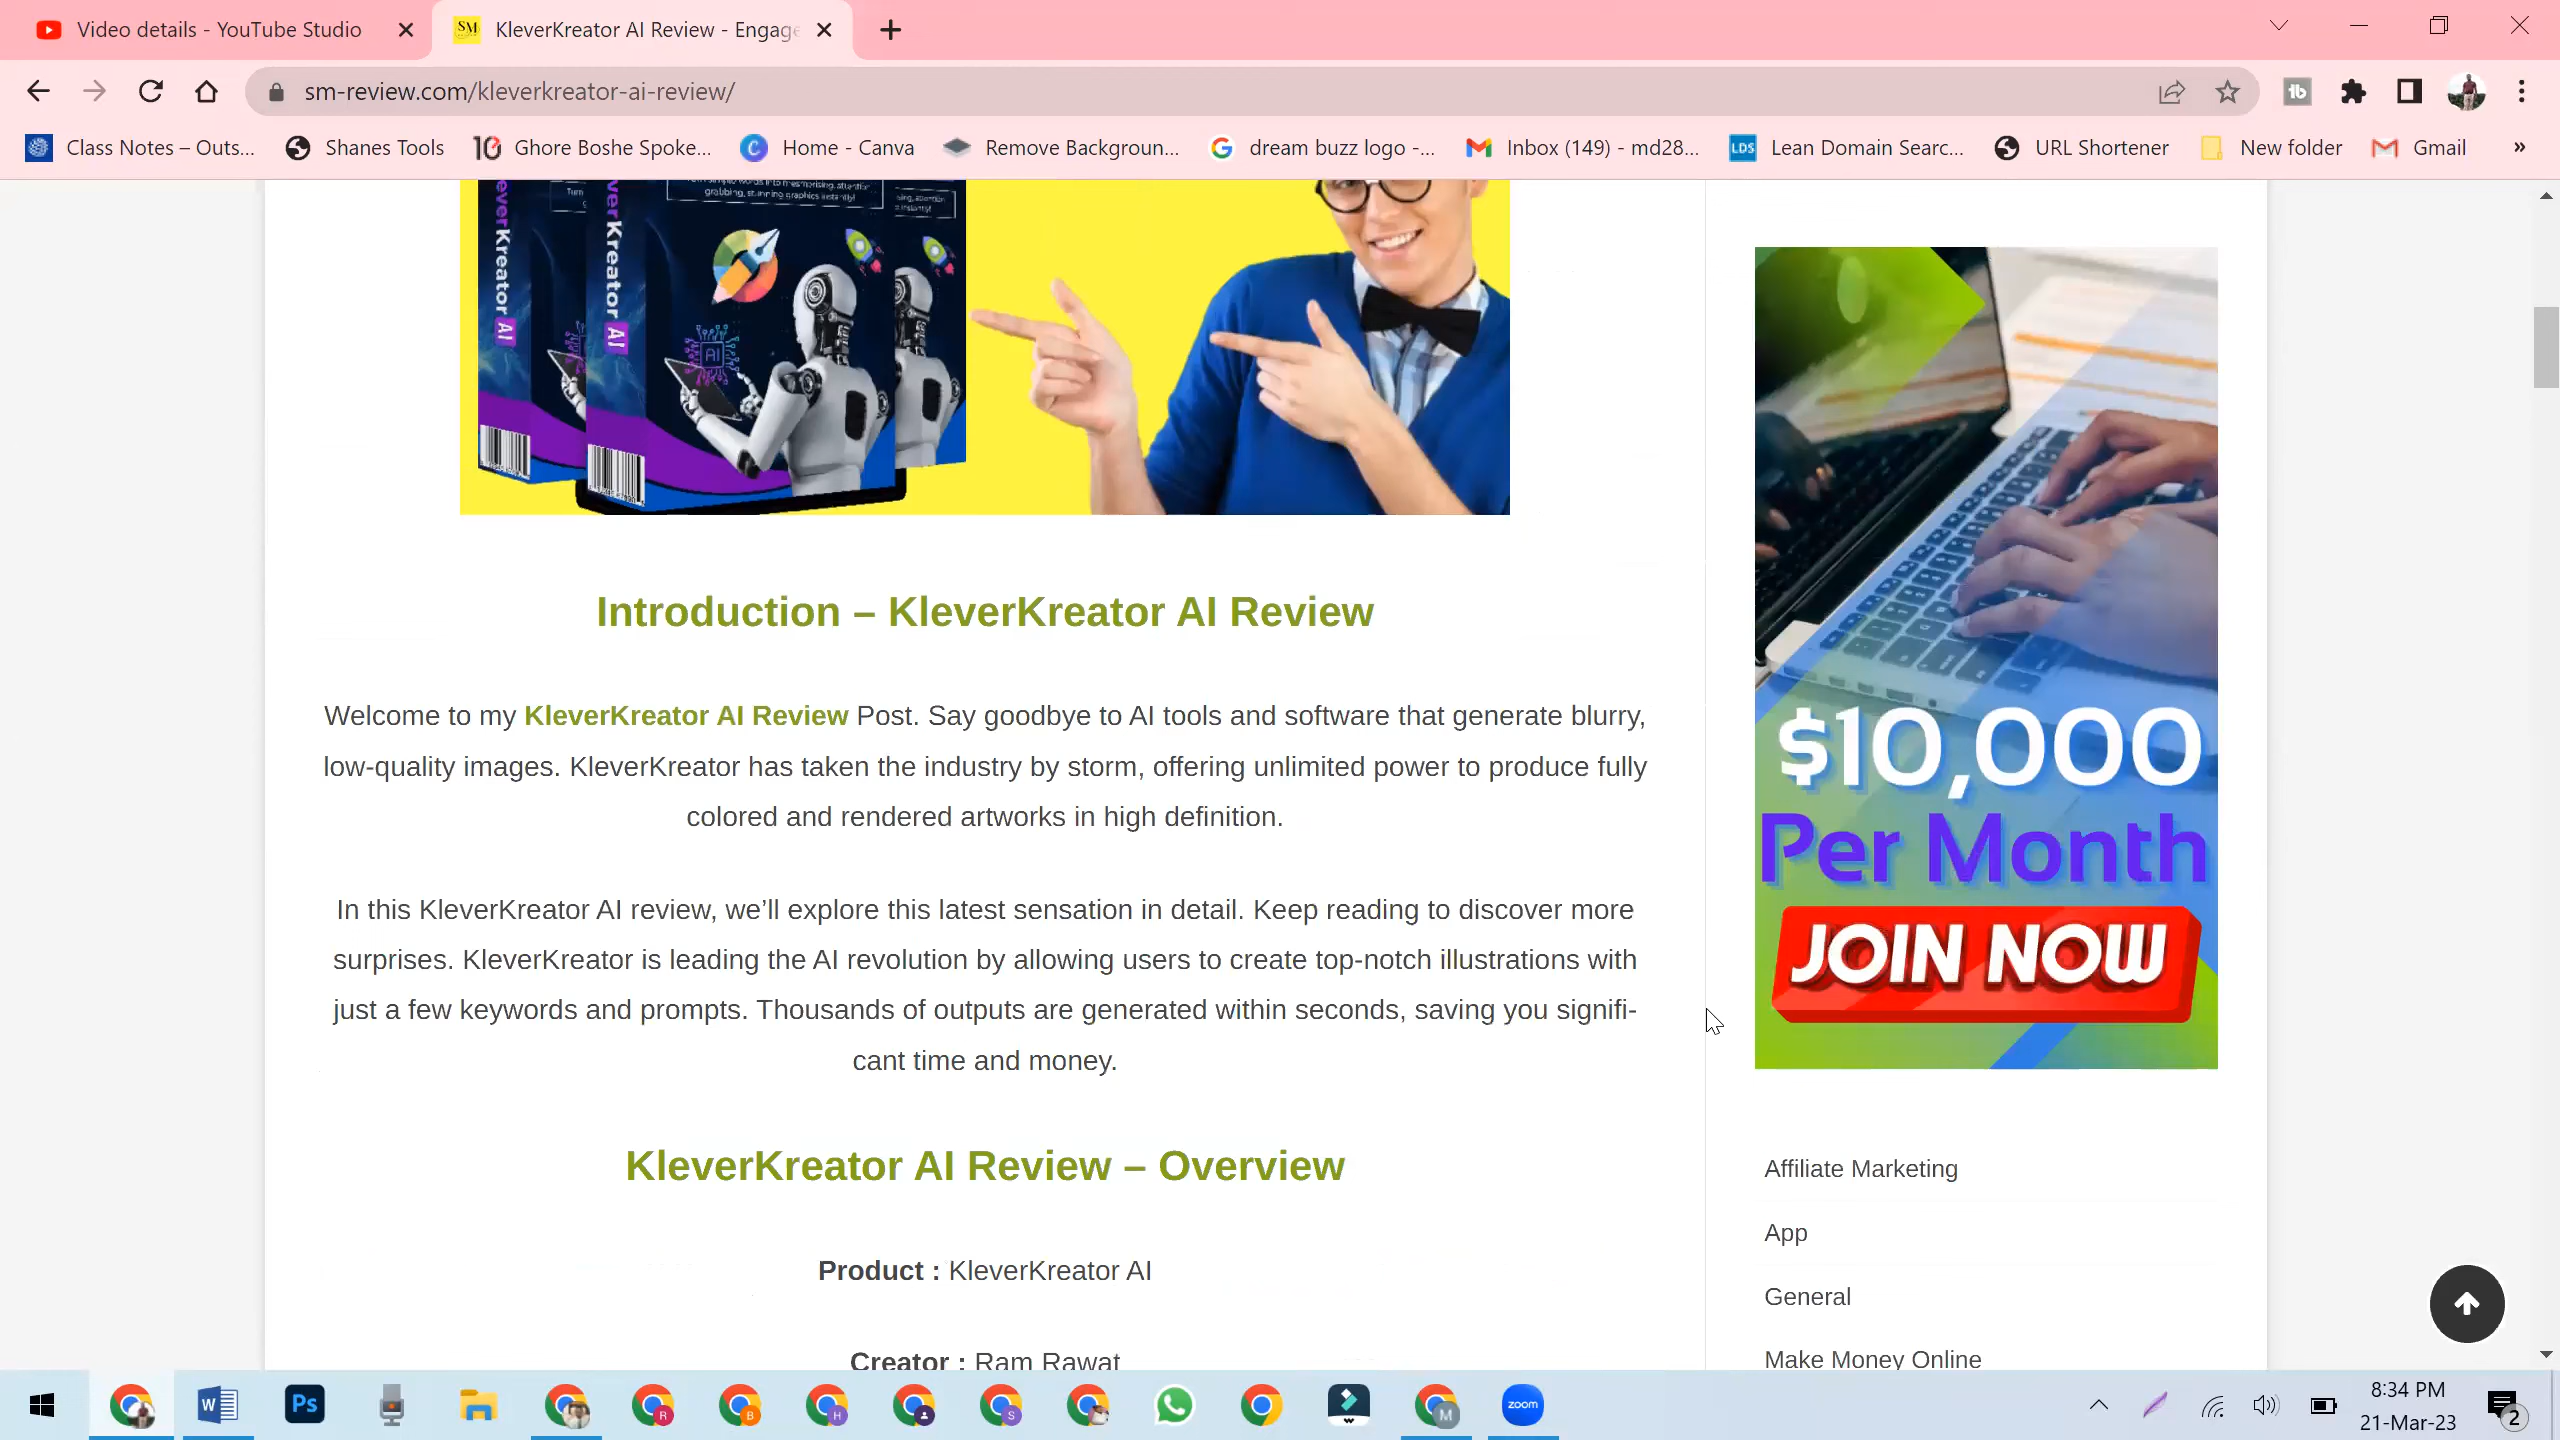 Video details - YouTube Studio
KleverKreator AI Review - Engage
sm-review.com/kleverkreator-ai-review/
Class Notes – Outs...
Shanes Tools
Ghore Boshe Spoke...
Home - Canva
Remove Backgroun...
dream buzz logo -...
Inbox (149) - md28...
Lean Domain Searc...
URL Shortener
New folder
Gmail
»
grabbing, stunning graphics instantly!
everKreator AI
verKreator AI
AI
Introduction – KleverKreator AI Review
Welcome to my KleverKreator AI Review Post. Say goodbye to AI tools and software that generate blurry,
low-quality images. KleverKreator has taken the industry by storm, offering unlimited power to produce fully
colored and rendered artworks in high definition.
In this KleverKreator AI review, we’ll explore this latest sensation in detail. Keep reading to discover more
surprises. KleverKreator is leading the AI revolution by allowing users to create top-notch illustrations with
just a few keywords and prompts. Thousands of outputs are generated within seconds, saving you signifi-
cant time and money.
KleverKreator AI Review – Overview
Product : KleverKreator AI
Creator : Ram Rawat
$10,000
Per Month
JOIN NOW
Affiliate Marketing
App
General
Make Money Online
8:34 PM
21-Mar-23
2